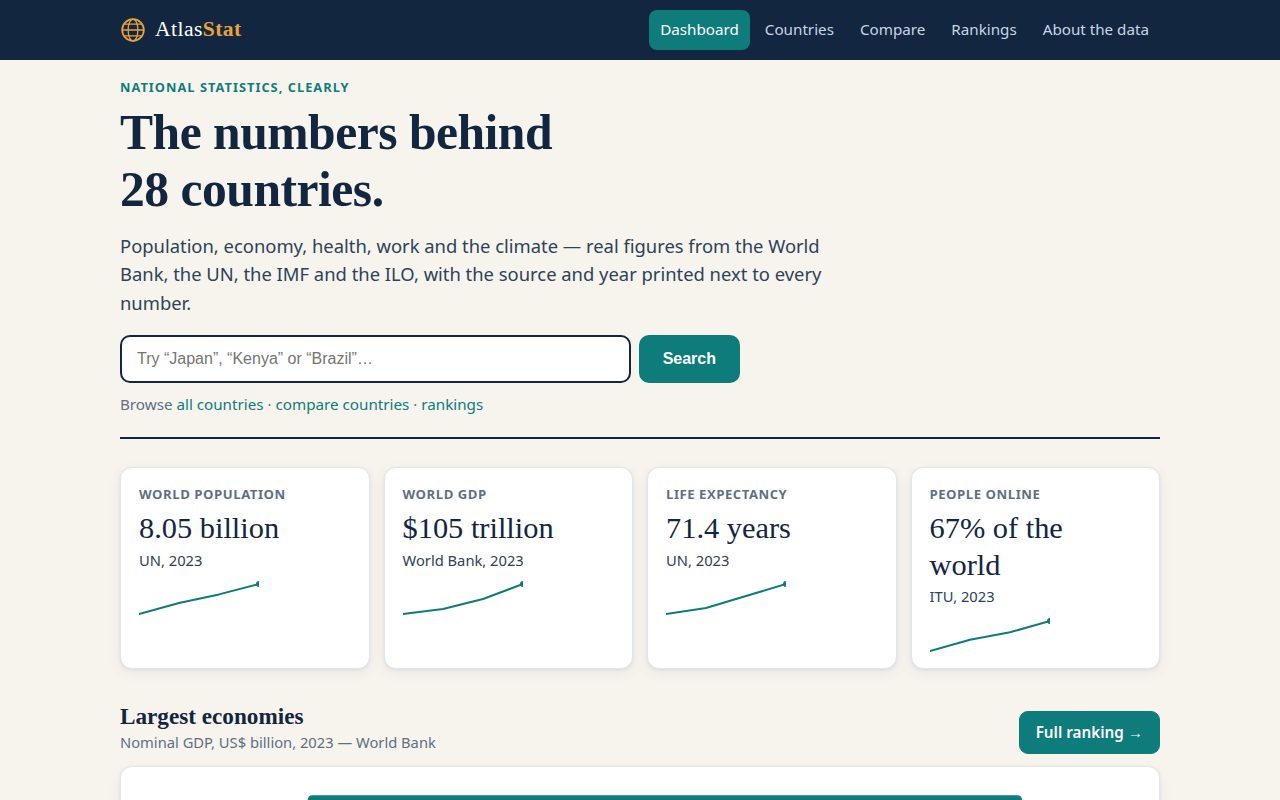 AtlasStat
Dashboard
Countries
Compare
Rankings
About the data
NATIONAL STATISTICS, CLEARLY
The numbers behind
28 countries.
Population, economy, health, work and the climate — real figures from the World
Bank, the UN, the IMF and the ILO, with the source and year printed next to every
number.
Try “Japan”, “Kenya” or “Brazil”…
Search
Browse all countries · compare countries · rankings
WORLD POPULATION
8.05 billion
UN, 2023
WORLD GDP
$105 trillion
World Bank, 2023
LIFE EXPECTANCY
71.4 years
UN, 2023
PEOPLE ONLINE
67% of the
world
ITU, 2023
Largest economies
Nominal GDP, US$ billion, 2023 — World Bank
Full ranking →